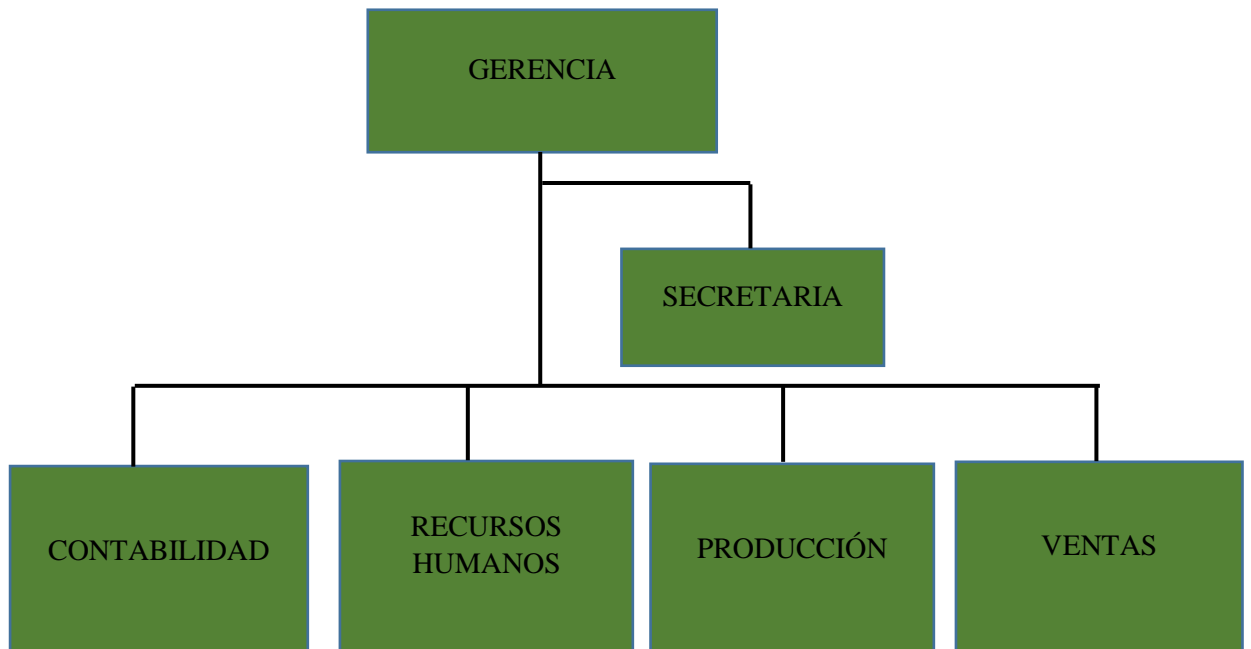 GERENCIA
SECRETARIA
CONTABILIDAD
RECURSOS
HUMANOS
PRODUCCIÓN
VENTAS